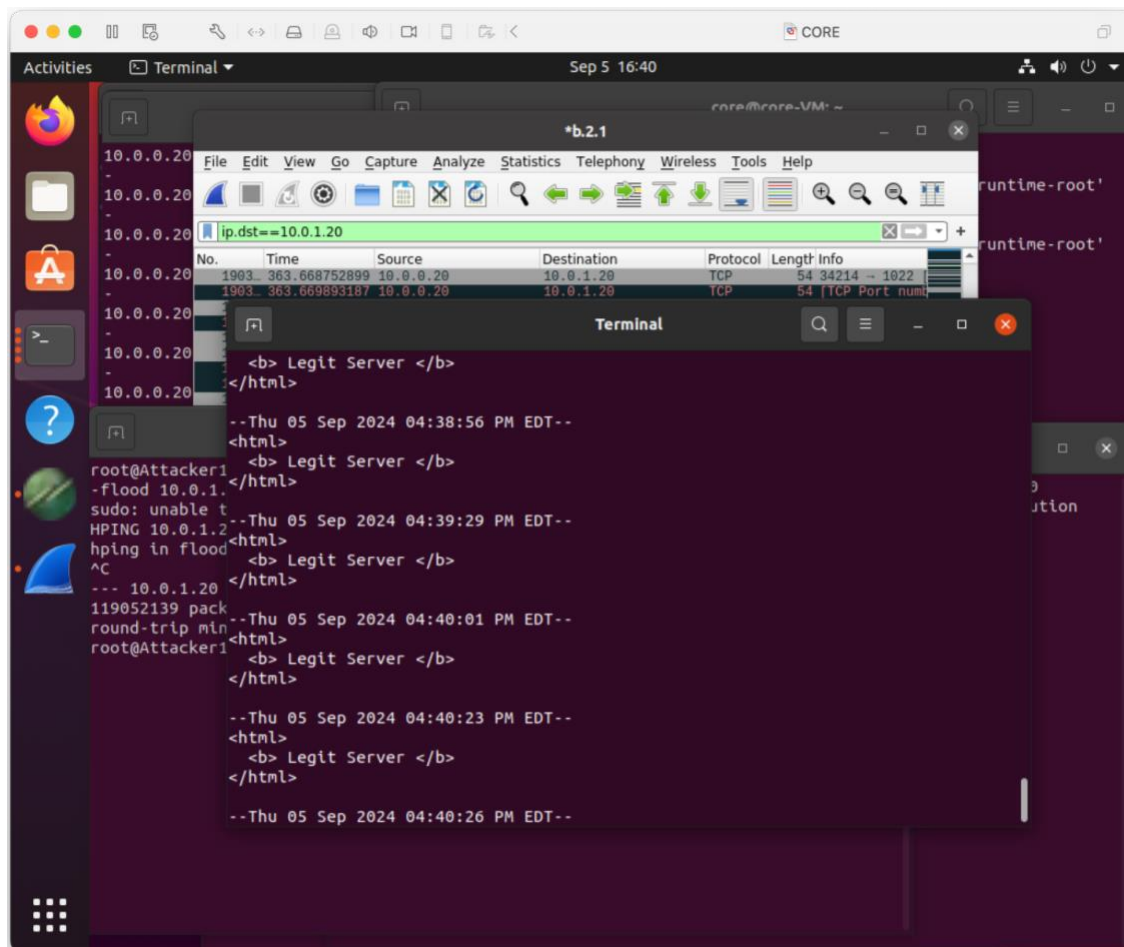 CORE
Activities
Terminal
Sep 5 16:40
core@core-VM: ~
*b.2.1
10.0.0.20
-
10.0.0.20
-
10.0.0.20
-
10.0.0.20
-
10.0.0.20
-
10.0.0.20
-
10.0.0.20
File Edit View Go Capture Analyze Statistics Telephony Wireless Tools Help
runtime-root'
runtime-root'
ip.dst==10.0.1.20
No. Time Source Destination Protocol Length Info
1903… 363.668752899 10.0.0.20 10.0.1.20 TCP 54 34214 → 1022 [
1903… 363.669893187 10.0.0.20 10.0.1.20 TCP 54 [TCP Port numb
Terminal
<b> Legit Server </b>
</html>
--Thu 05 Sep 2024 04:38:56 PM EDT--
<html>
<b> Legit Server </b>
</html>
--Thu 05 Sep 2024 04:39:29 PM EDT--
<html>
<b> Legit Server </b>
</html>
--Thu 05 Sep 2024 04:40:01 PM EDT--
<html>
<b> Legit Server </b>
</html>
--Thu 05 Sep 2024 04:40:23 PM EDT--
<html>
<b> Legit Server </b>
</html>
--Thu 05 Sep 2024 04:40:26 PM EDT--
root@Attacker1
-flood 10.0.1.
sudo: unable t
HPING 10.0.1.2
hping in flood
^C
--- 10.0.1.20
119052139 pack
round-trip min
root@Attacker1
ution